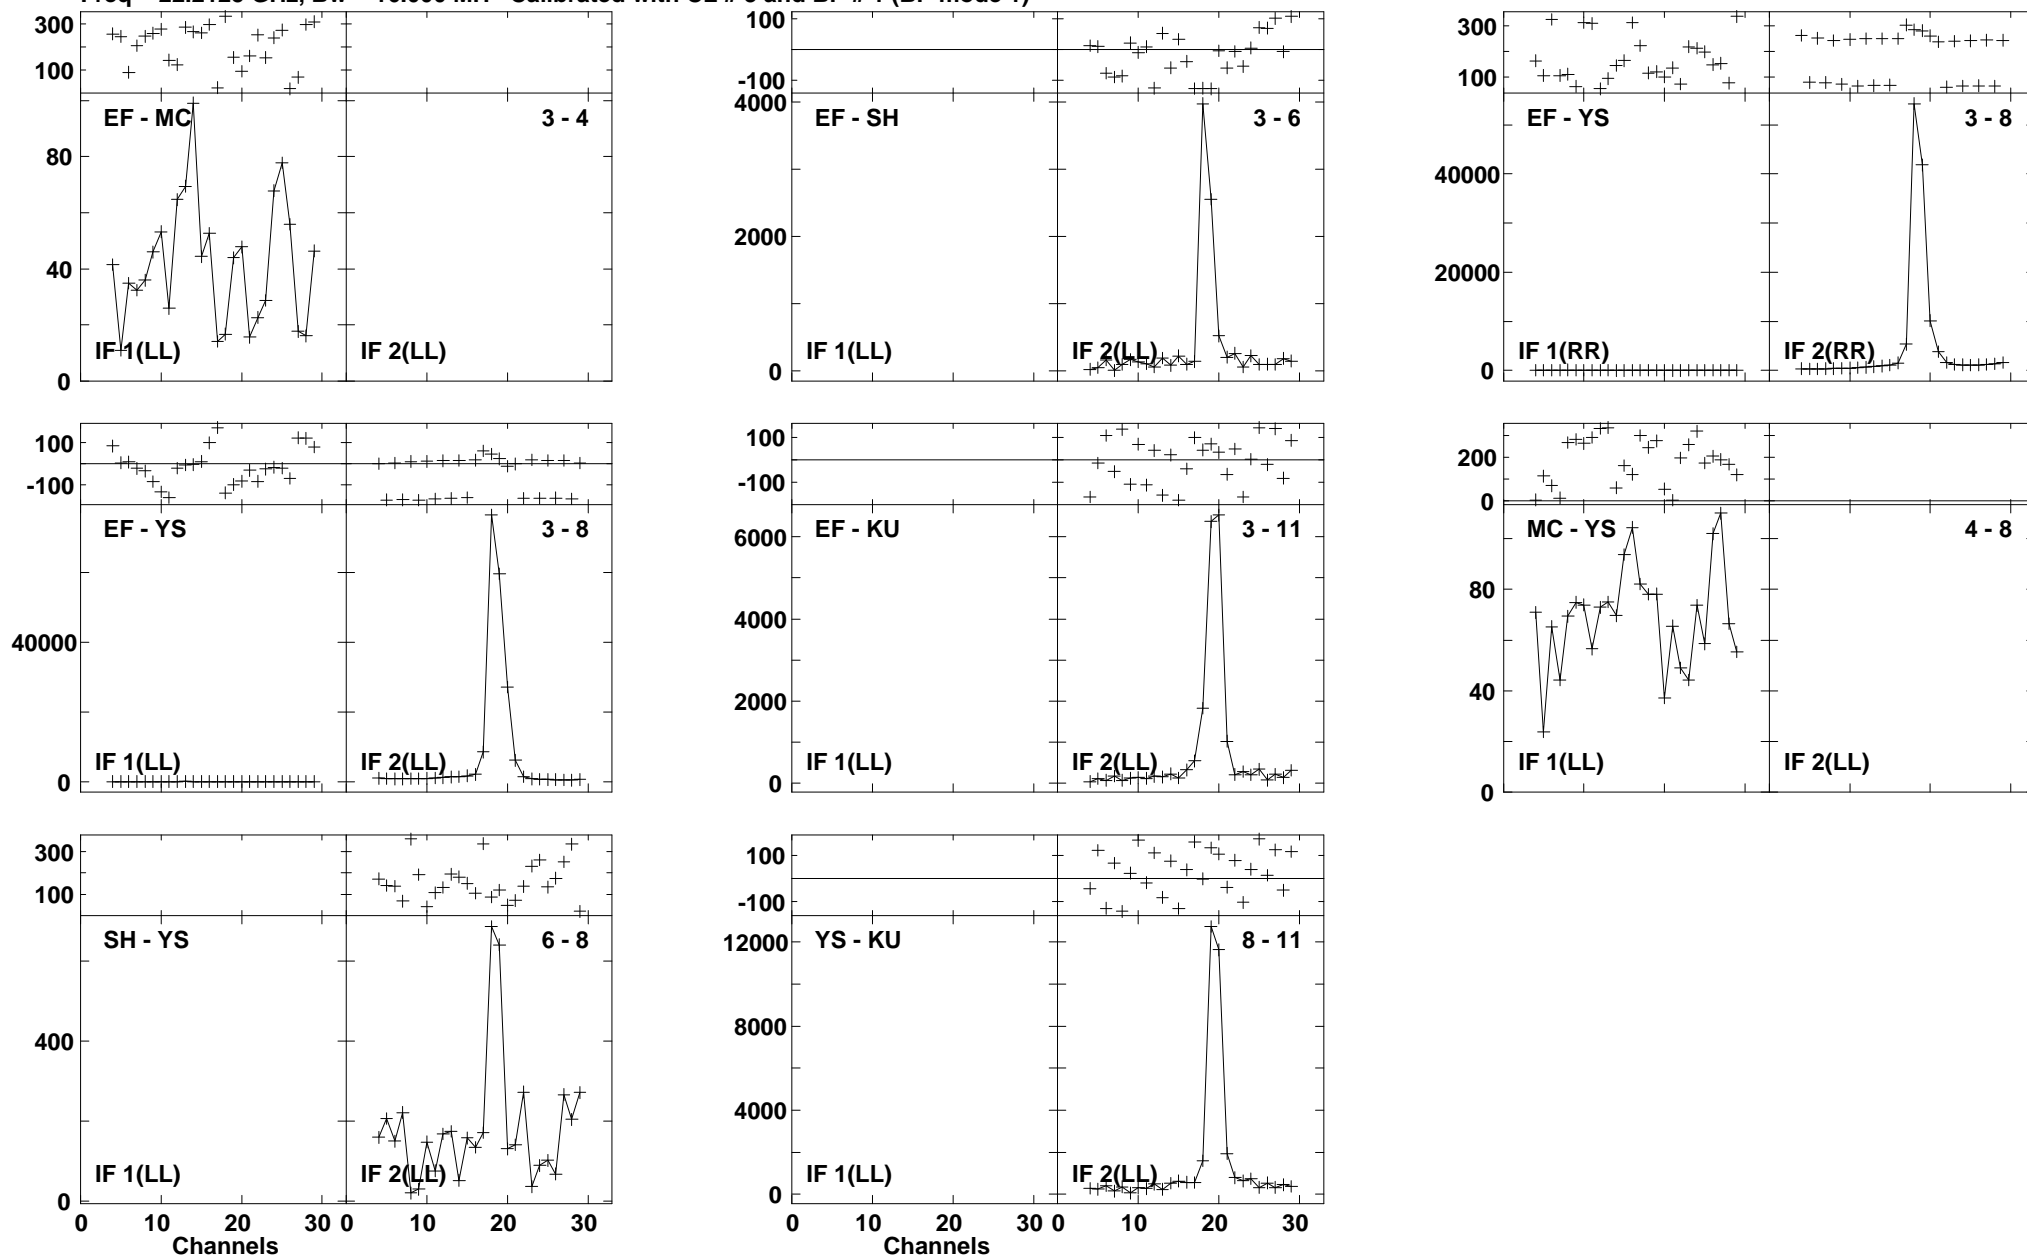 300
100
EF - MC
3 - 4
80
40
0
IF 1(LL)
IF 2(LL)
100
-100
4000
EF - SH
3 - 6
2000
0
IF 1(LL)
IF 2(LL)
300
100
EF - YS
3 - 8
40000
20000
0
IF 1(RR)
IF 2(RR)
100
-100
EF - YS
3 - 8
40000
0
IF 1(LL)
IF 2(LL)
100
-100
EF - KU
3 - 11
6000
4000
2000
0
IF 1(LL)
IF 2(LL)
200
0
MC - YS
4 - 8
80
40
0
IF 1(LL)
IF 2(LL)
300
100
SH - YS
6 - 8
400
0
IF 1(LL)
IF 2(LL)
0 10 20 30 0 10 20 30
Channels
100
-100
YS - KU
8 - 11
12000
8000
4000
0
IF 1(LL)
IF 2(LL)
0 10 20 30 0 10 20 30
Channels